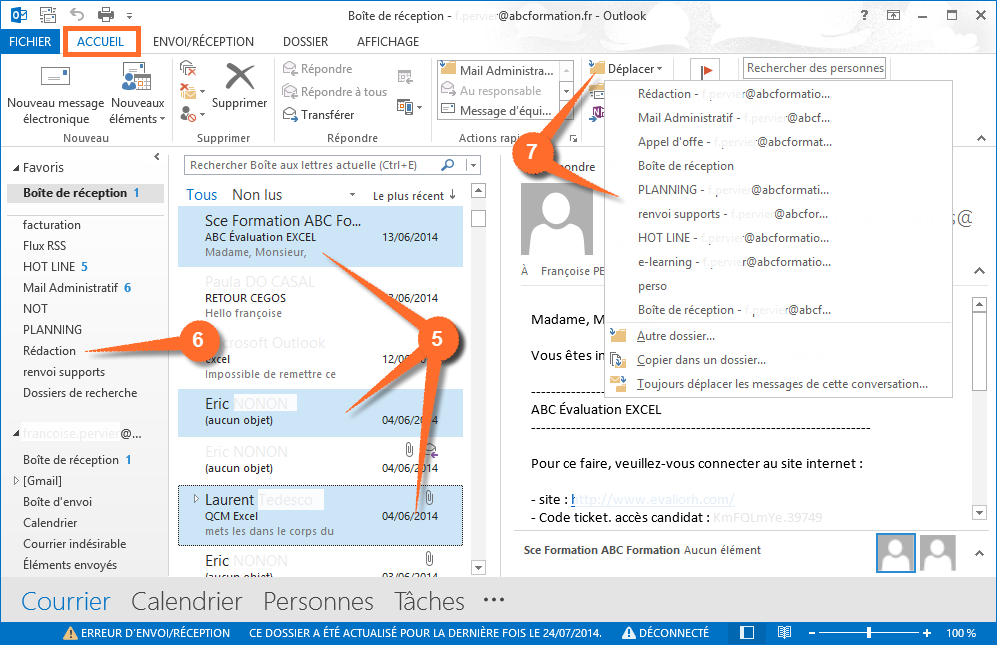 Boîte de réception - f.pervier@abcformation.fr - Outlook
FICHIER ACCUEIL ENVOI/RÉCEPTION DOSSIER AFFICHAGE
Nouveau message électronique
Nouveaux éléments
Nouveau
Supprimer
Supprimer
Répondre
Répondre à tous
Transférer
Répondre
Mail Administra...
Au responsable
Message d'équi...
Actions rapi
Déplacer
Rechercher des personnes
Rédaction - f.pervier@abcformatio...
Mail Administratif - f.pervier@abcf...
Appel d'offe - f.pervier@abcformat...
Boîte de réception
PLANNING - f.pervier@abcformati...
renvoi supports - f.pervier@abcfor...
HOT LINE - f.pervier@abcformatio...
e-learning - f.pervier@abcformatio...
perso
Boîte de réception - f.pervier@abcf...
Autre dossier...
Copier dans un dossier...
Toujours déplacer les messages de cette conversation...
7
Favoris
Boîte de réception 1
facturation
Flux RSS
HOT LINE 5
Mail Administratif 6
NOT
PLANNING
Rédaction
renvoi supports
Dossiers de recherche
6
francoise.pervier@...
Boîte de réception 1
[Gmail]
Boîte d'envoi
Calendrier
Courrier indésirable
Éléments envoyés
Rechercher Boîte aux lettres actuelle (Ctrl+E)
Tous Non lus Le plus récent
Sce Formation ABC Fo...
ABC Évaluation EXCEL 13/06/2014
Madame, Monsieur,
Paula DO CASAL
RETOUR CEGOS /06/2014
Hello françoise
Microsoft Outlook
excel 12/06
Impossible de remettre ce
5
Eric NONON
(aucun objet) 04/06/2014
Eric NONON
(aucun objet) 04/06/2014
Laurent Tedesco
QCM Excel 04/06/2014
mets les dans le corps du
Eric NONON
(aucun objet) 03/06/2014
ondre
s@
À Françoise PE
Madame, M
Vous êtes in
ABC Évaluation EXCEL
Pour ce faire, veuillez-vous connecter au site internet :
- site : http://www.evaliorh.com/
- Code ticket. accès candidat : KmFOLmYe.39749
Sce Formation ABC Formation Aucun élément
Courrier Calendrier Personnes Tâches ...
ERREUR D'ENVOI/RÉCEPTION CE DOSSIER A ÉTÉ ACTUALISÉ POUR LA DERNIÈRE FOIS LE 24/07/2014. DÉCONNECTÉ 100 %